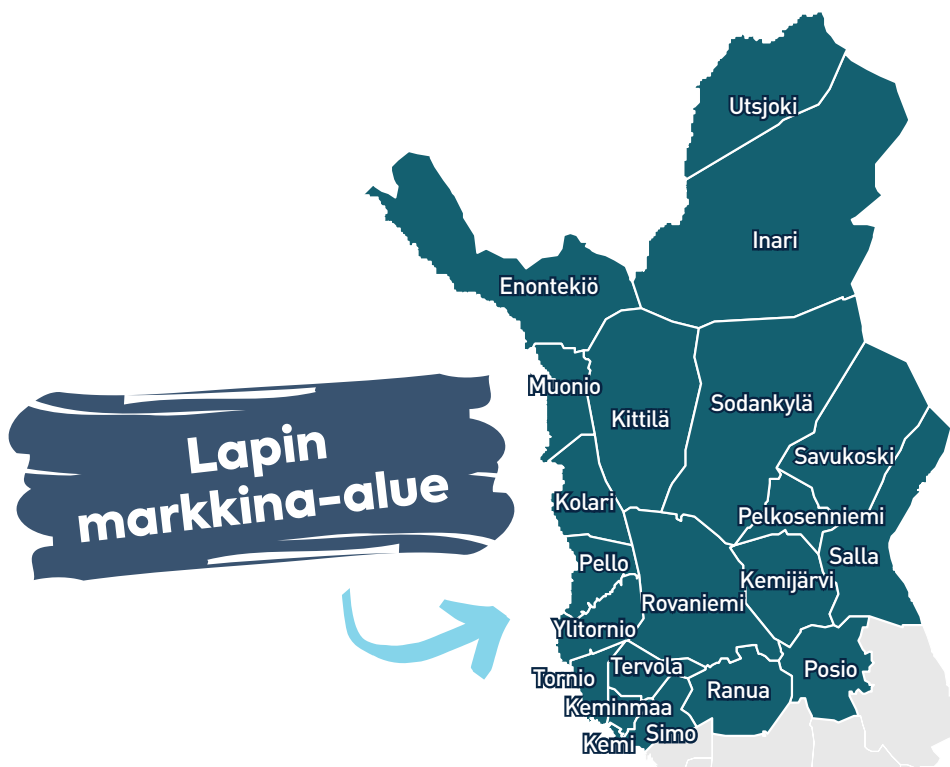 Utsjoki
Inari
Enontekiö
Muonio
Kittilä
Sodankylä
Lapin
markkina-alue
Savukoski
Kolari
Pelkosenniemi
Pello
Salla
Kemijärvi
Rovaniemi
Ylitornio
Tervola
Posio
Tornio
Ranua
Keminmaa
Simo
Kemi